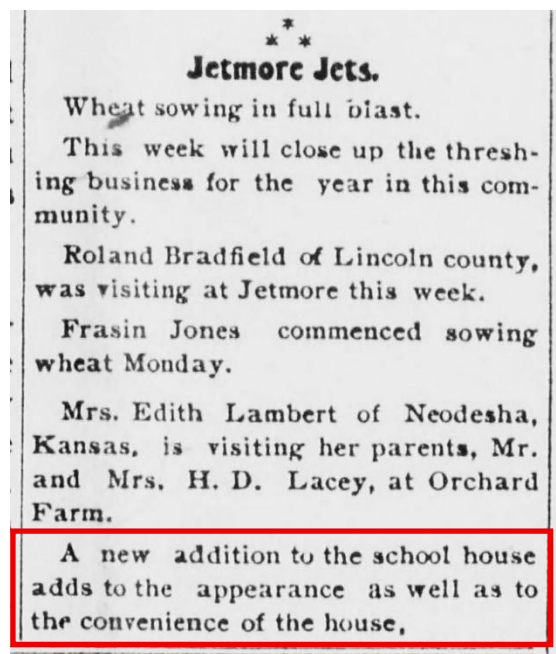 Jetmore Jets.
Wheat sowing in full blast.
This week will close up the thresh-
ing business for the year in this com-
munity.
Roland Bradfield of Lincoln county,
was visiting at Jetmore this week.
Frasin Jones commenced sowing
wheat Monday.
Mrs. Edith Lambert of Neodesha,
Kansas, is visiting her parents, Mr.
and Mrs. H. D. Lacey, at Orchard
Farm.
A new addition to the school house
adds to the appearance as well as to
the convenience of the house,